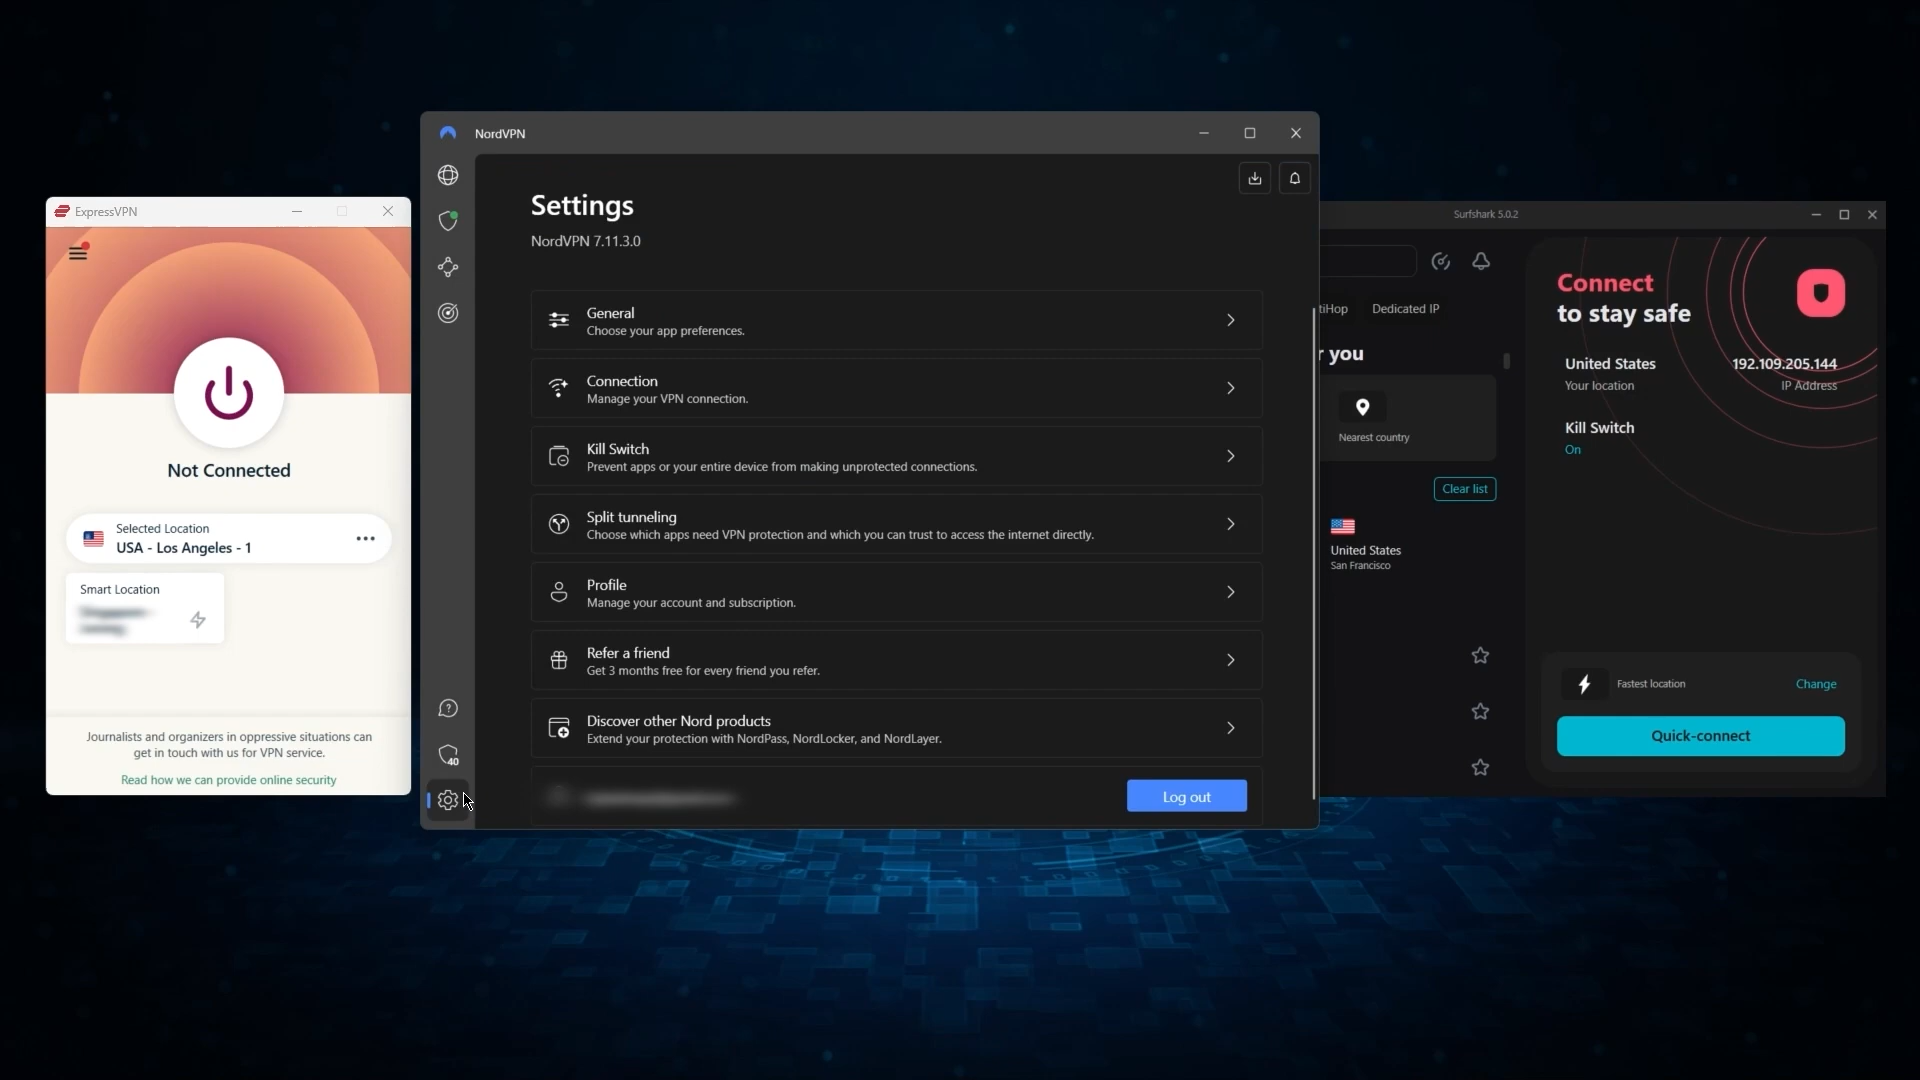 ExpressVPN
Not Connected
Selected Location
USA - Los Angeles - 1
Smart Location
Journalists and organizers in oppressive situations can
get in touch with us for VPN service.
Read how we can provide online security
NordVPN
40
Settings
NordVPN 7.11.3.0
General
Choose your app preferences.
Connection
Manage your VPN connection.
Kill Switch
Prevent apps or your entire device from making unprotected connections.
Split tunneling
Choose which apps need VPN protection and which you can trust to access the internet directly.
Profile
Manage your account and subscription.
Refer a friend
Get 3 months free for every friend you refer.
Discover other Nord products
Extend your protection with NordPass, NordLocker, and NordLayer.
Log out
Surfshark 5.0.2
tiHop Dedicated IP
r you
Nearest country
Clear list
United States
San Francisco
Connect
to stay safe
United States 192.109.205.144
Your location IP Address
Kill Switch
On
Fastest location Change
Quick-connect